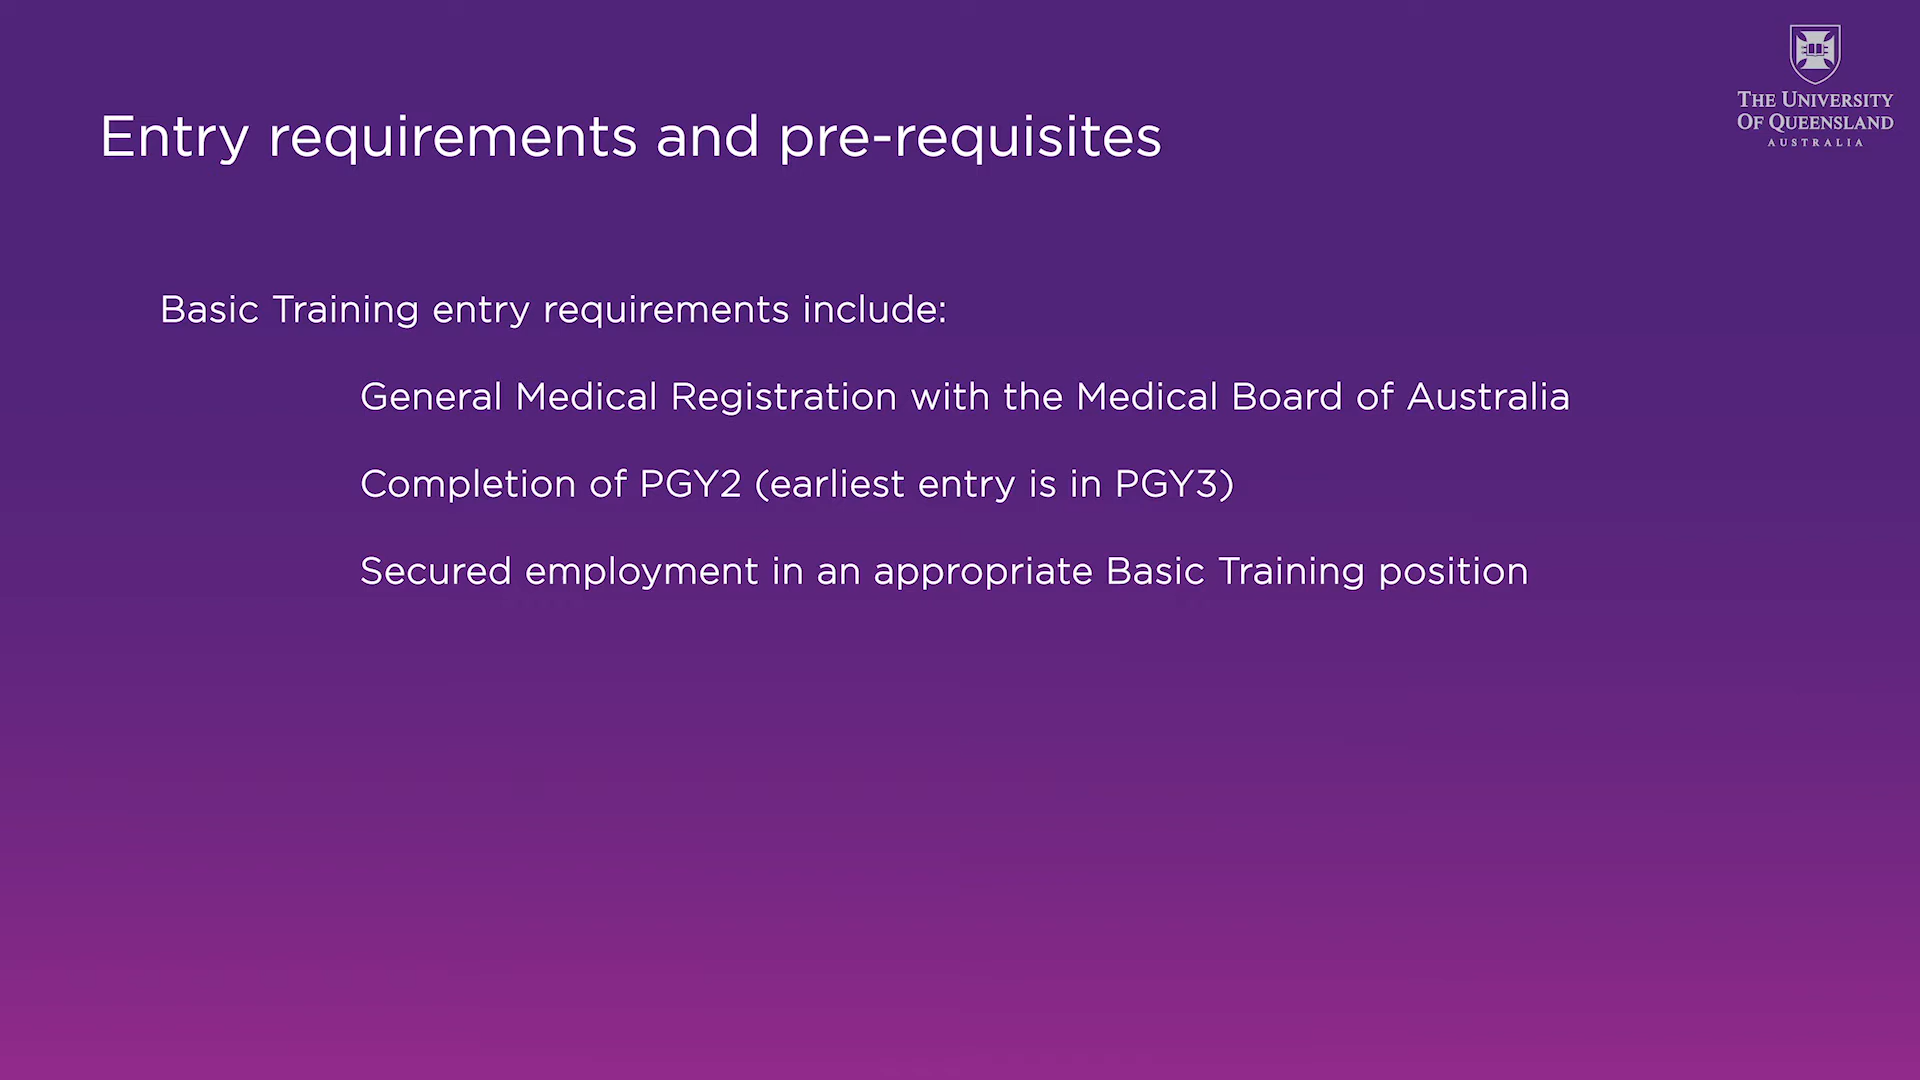 THE UNIVERSITY
OF QUEENSLAND
AUSTRALIA
Entry requirements and pre-requisites
Basic Training entry requirements include:
General Medical Registration with the Medical Board of Australia
Completion of PGY2 (earliest entry is in PGY3)
Secured employment in an appropriate Basic Training position